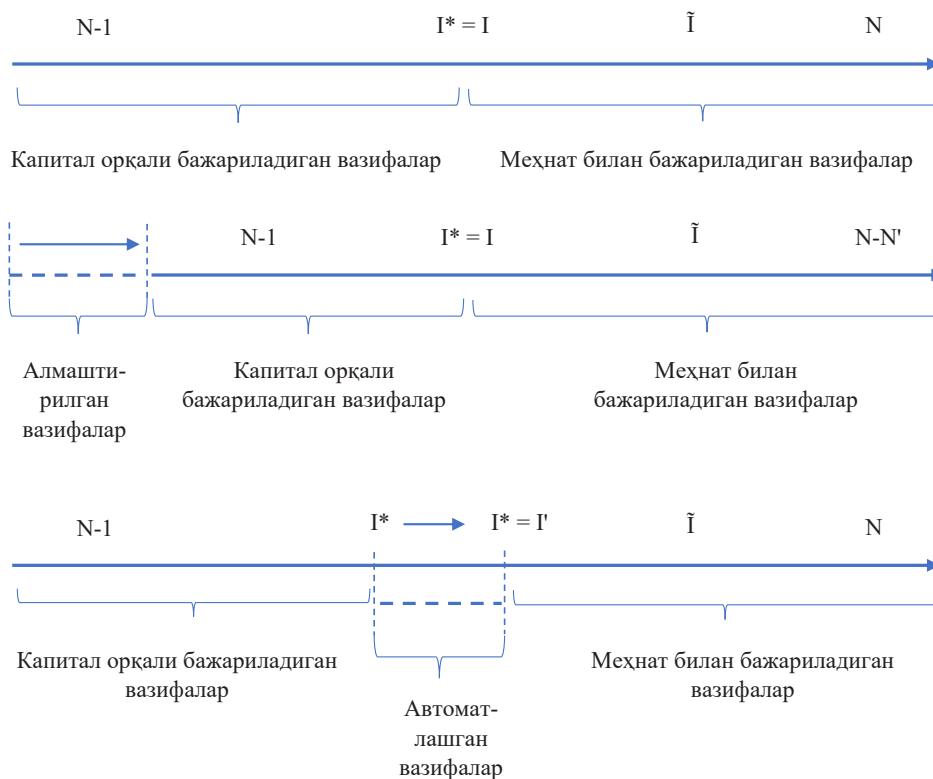 N-1 I* = I Ĩ N
Капитал орқали бажариладиган вазифалар Меҳнат билан бажариладиган вазифалар
N-1 I* = I Ĩ N-N'
Алмашти-
рилган
вазифалар
Капитал орқали
бажариладиган вазифалар
Меҳнат билан
бажариладиган вазифалар
N-1 I* I* = I' Ĩ N
Капитал орқали бажариладиган
вазифалар
Автомат-
лашган
вазифалар
Меҳнат билан бажариладиган
вазифалар